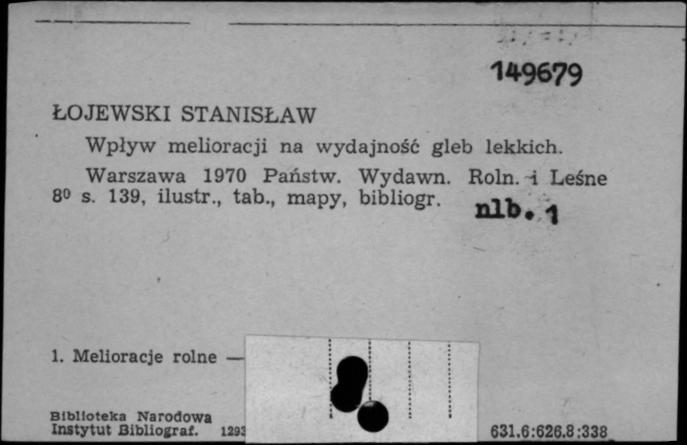 149679
ŁOJEWSKI STANISŁAW
Wpływ melioracji na wydajność gleb lekkich.
Warszawa 1970 Państw. Wydawn. Roln. i Leśne
8⁰ s. 139, ilustr., tab., mapy, bibliogr. nlb. 1
1. Melioracje rolne —
Biblioteka Narodowa
Instytut Bibliograf. 1293 631.6:626.8:338